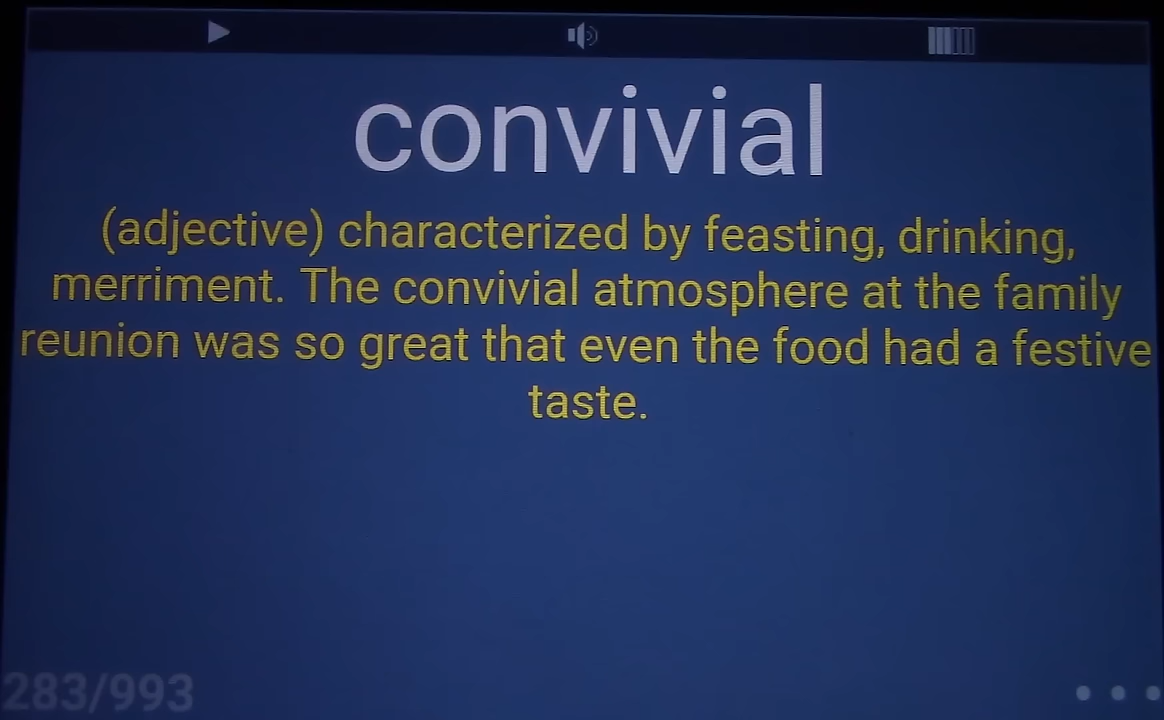 convivial
(adjective) characterized by feasting, drinking,
merriment. The convivial atmosphere at the family
reunion was so great that even the food had a festive
taste.
283/993